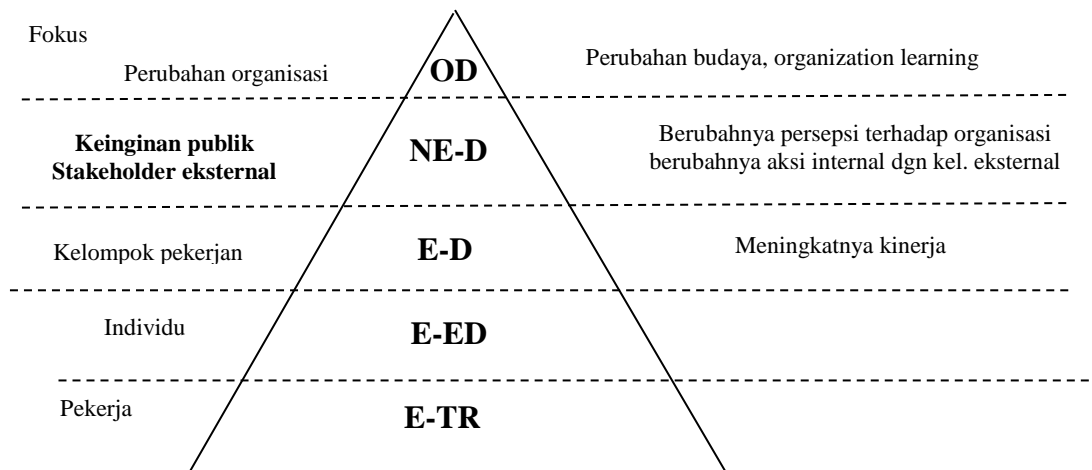 Fokus
Perubahan organisasi
OD
Perubahan budaya, organization learning
Keinginan publik
Stakeholder eksternal
NE-D
Berubahnya persepsi terhadap organisasi
berubahnya aksi internal dgn kel. eksternal
Kelompok pekerjan
E-D
Meningkatnya kinerja
Individu
E-ED
Pekerja
E-TR